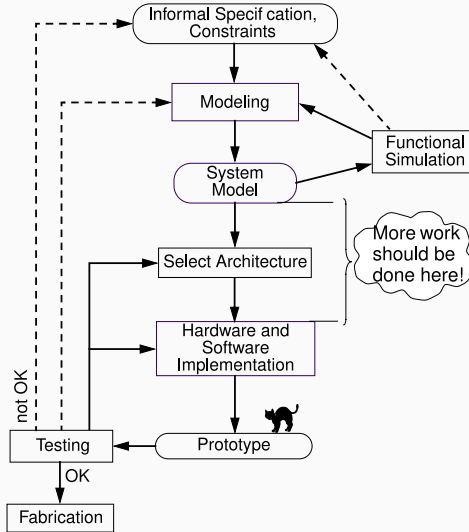 Informal Specif cation,
Constraints
Modeling
Functional
Simulation
System
Model
More work
should be
done here!
Select Architecture
Hardware and
Software
Implementation
not OK
Testing
Prototype
OK
Fabrication